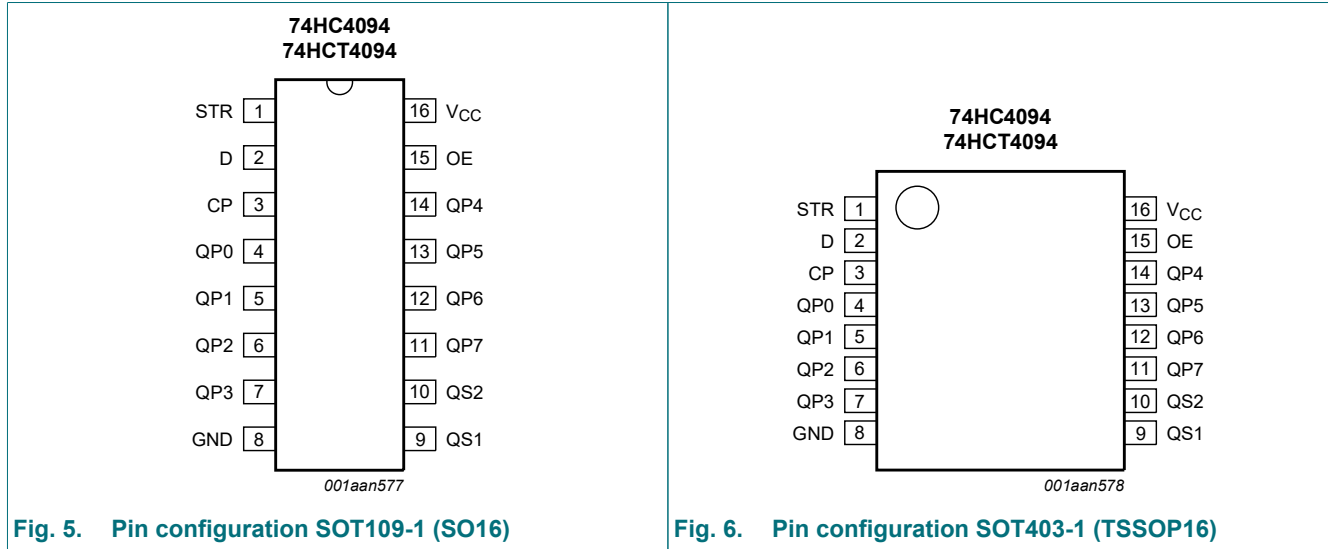 74HC4094
74HCT4094
STR 1
16 VCC
D 2
15 OE
CP 3
14 QP4
QP0 4
13 QP5
QP1 5
12 QP6
QP2 6
11 QP7
QP3 7
10 QS2
GND 8
9 QS1
001aan577
Fig. 5. Pin configuration SOT109-1 (SO16)
74HC4094
74HCT4094
STR 1
16 VCC
D 2
15 OE
CP 3
14 QP4
QP0 4
13 QP5
QP1 5
12 QP6
QP2 6
11 QP7
QP3 7
10 QS2
GND 8
9 QS1
001aan578
Fig. 6. Pin configuration SOT403-1 (TSSOP16)